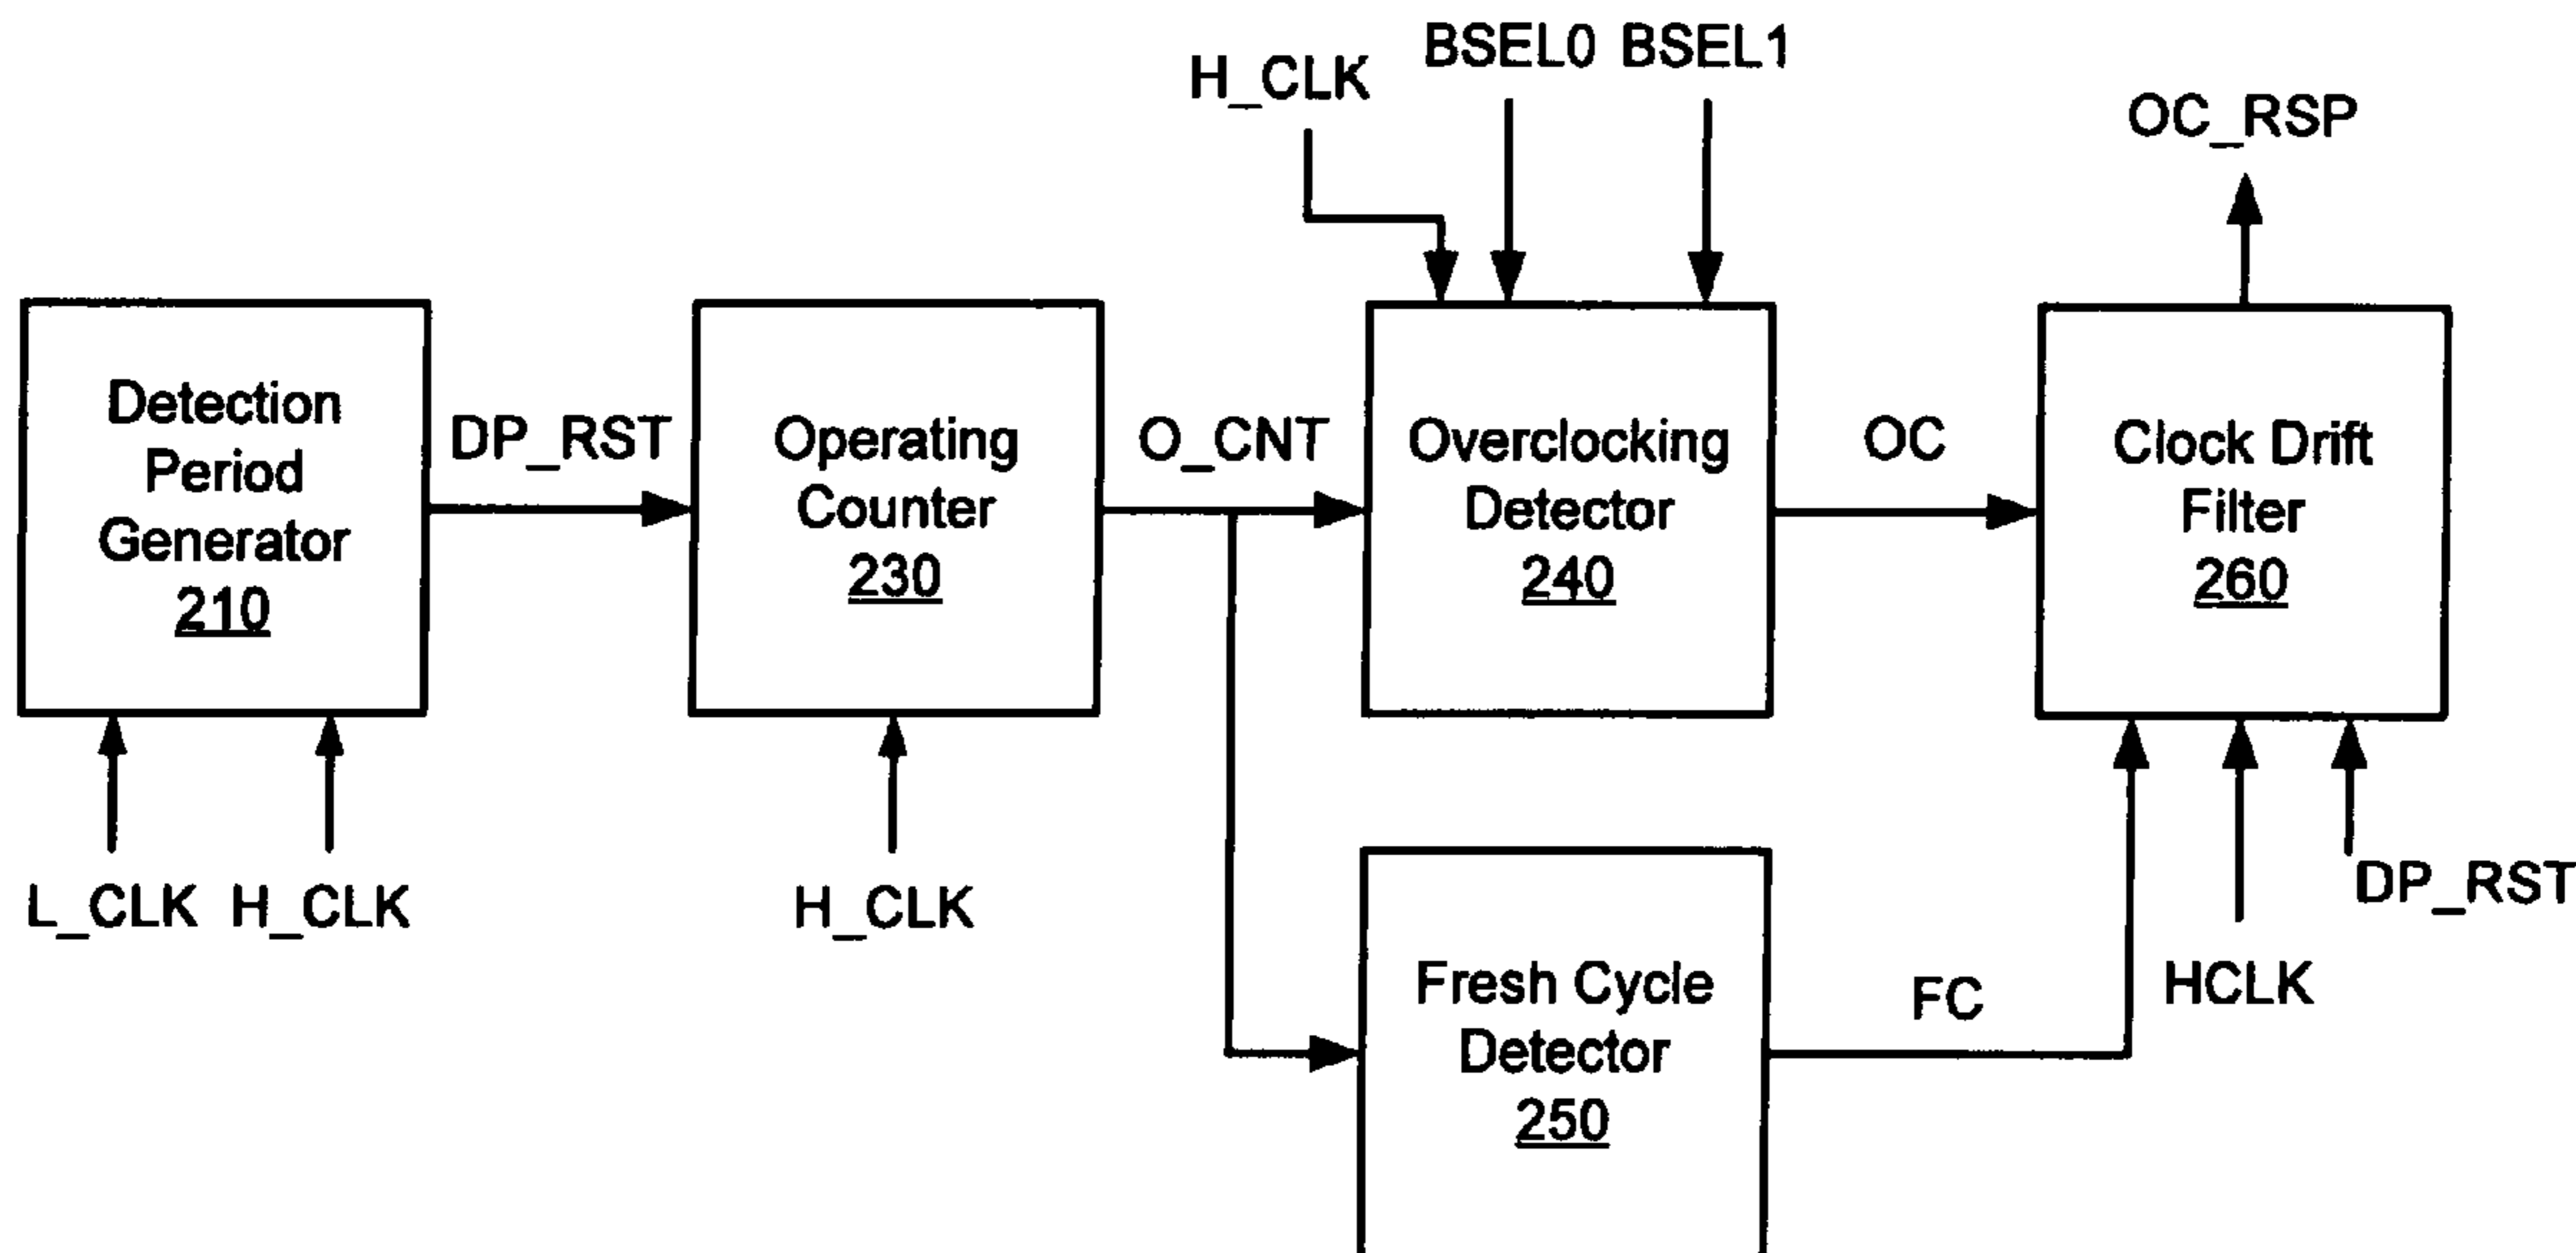 BSEL0 BSEL1
H_CLK
OC_RSP
Detection
Period
Generator
210
DP_RST
Operating
Counter
230
O_CNT
Overclocking
Detector
240
OC
Clock Drift
Filter
260
L_CLK H_CLK
H_CLK
Fresh Cycle
Detector
250
FC
HCLK
DP_RST